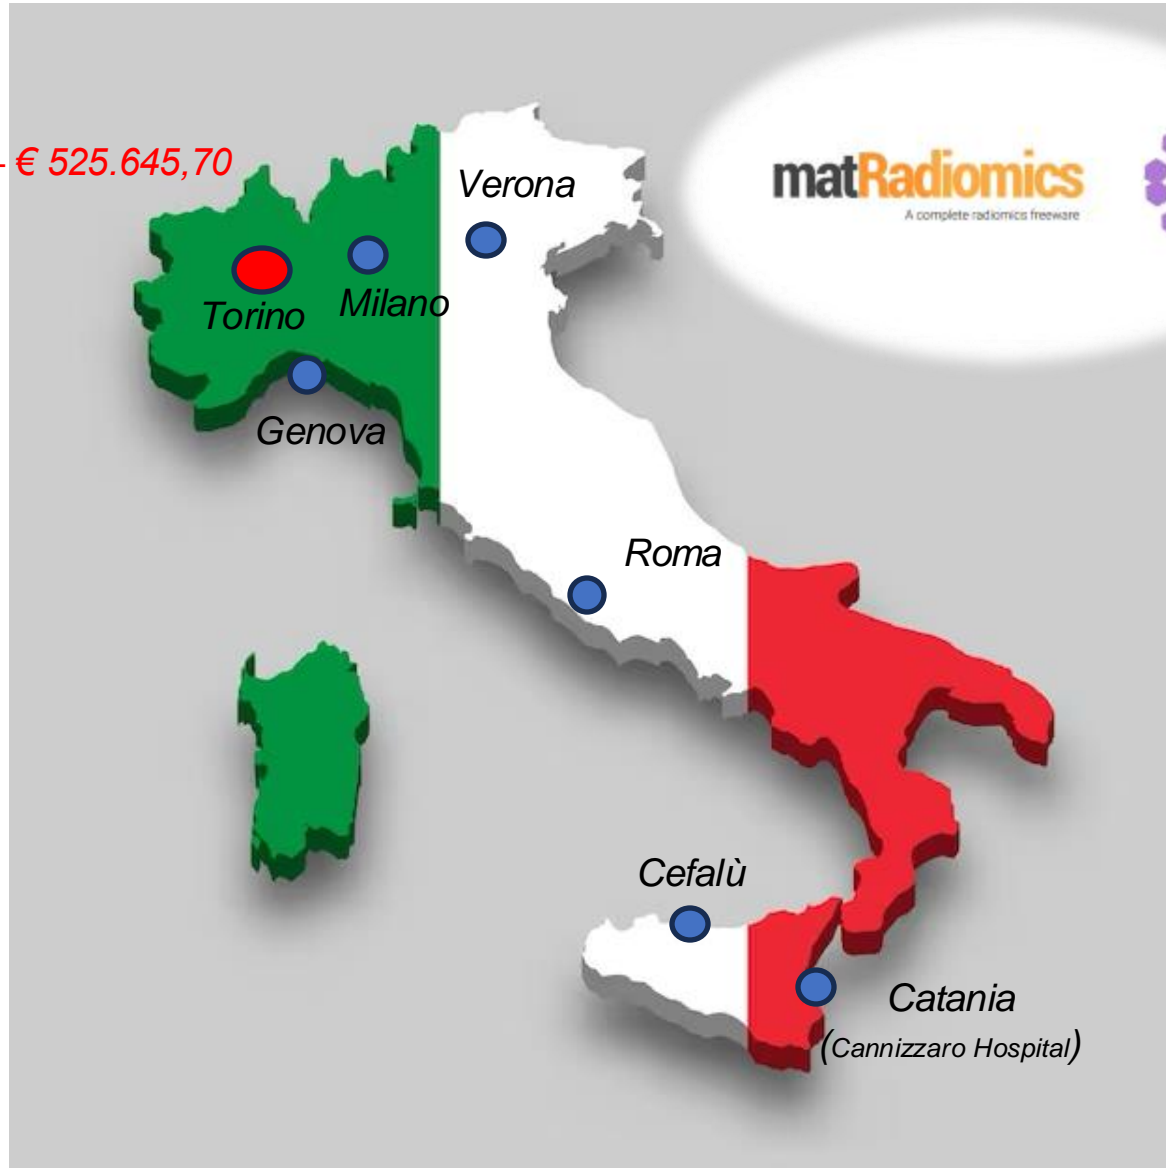 - € 525.645,70
Verona
matRadiomics
A complete radiomics freeware
Torino
Milano
Genova
Roma
Cefalù
Catania
(Cannizzaro Hospital)